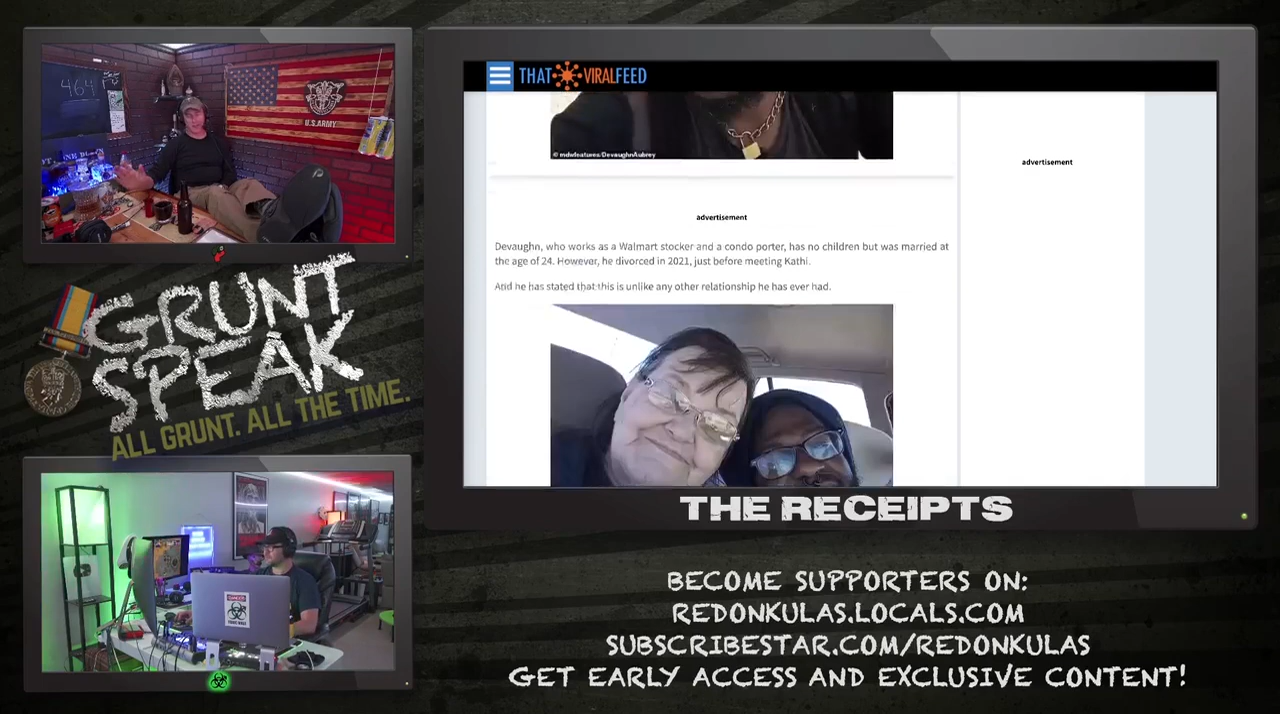 464
U.S. ARMY
GRUNT
SPEAK
ALL GRUNT. ALL THE TIME.
THAT VIRALFEED
© mdwfeatures/DevaughnAubrey
advertisement
advertisement
Devaughn, who works as a Walmart stocker and a condo porter, has no children but was married at
the age of 24. However, he divorced in 2021, just before meeting Kathi.
And he has stated that this is unlike any other relationship he has ever had.
THE RECEIPTS
BECOME SUPPORTERS ON:
REDONKULAS.LOCALS.COM
SUBSCRIBESTAR.COM/REDONKULAS
GET EARLY ACCESS AND EXCLUSIVE CONTENT!